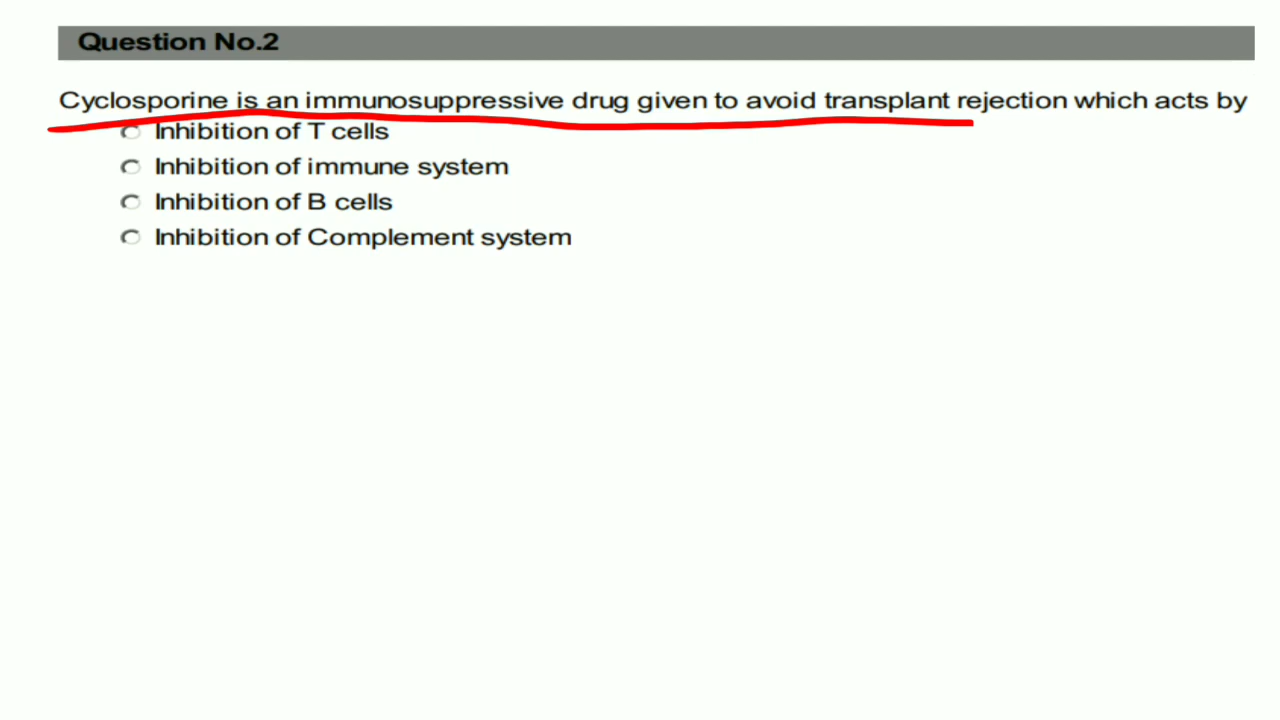 Question No.2
Cyclosporine is an immunosuppressive drug given to avoid transplant rejection which acts by
Inhibition of T cells
Inhibition of immune system
Inhibition of B cells
Inhibition of Complement system